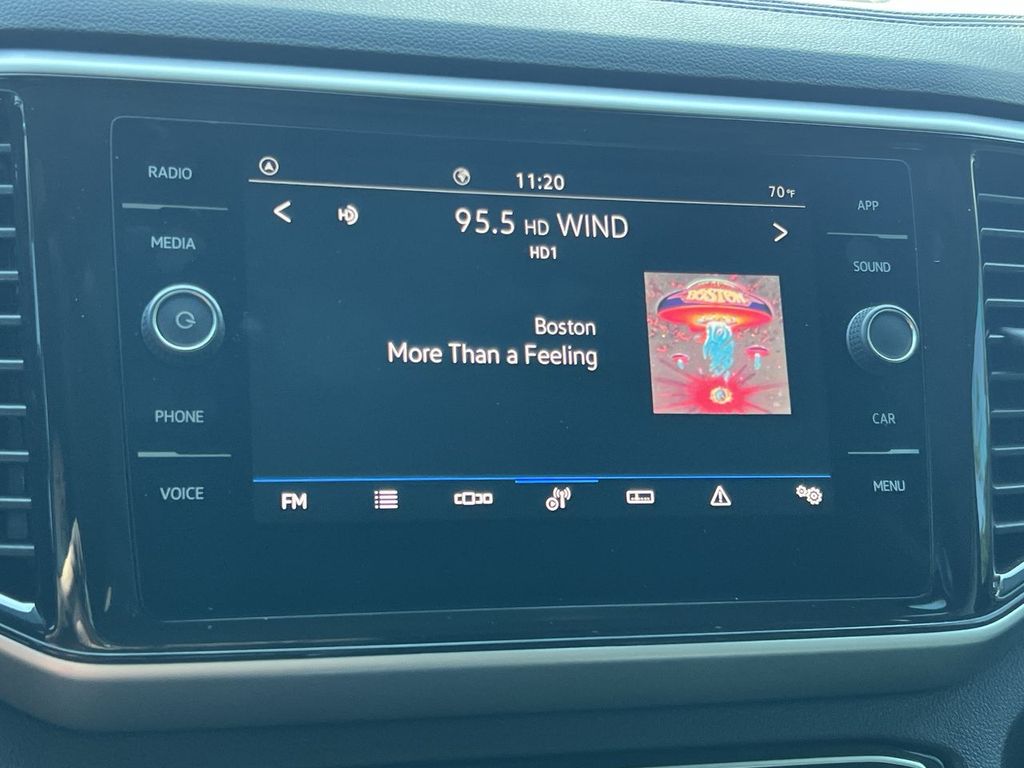 RADIO
11:20
70°F
APP
95.5 HD WIND
HD
HD1
MEDIA
SOUND
BOSTON
Boston
More Than a Feeling
PHONE
CAR
VOICE
FM
MENU